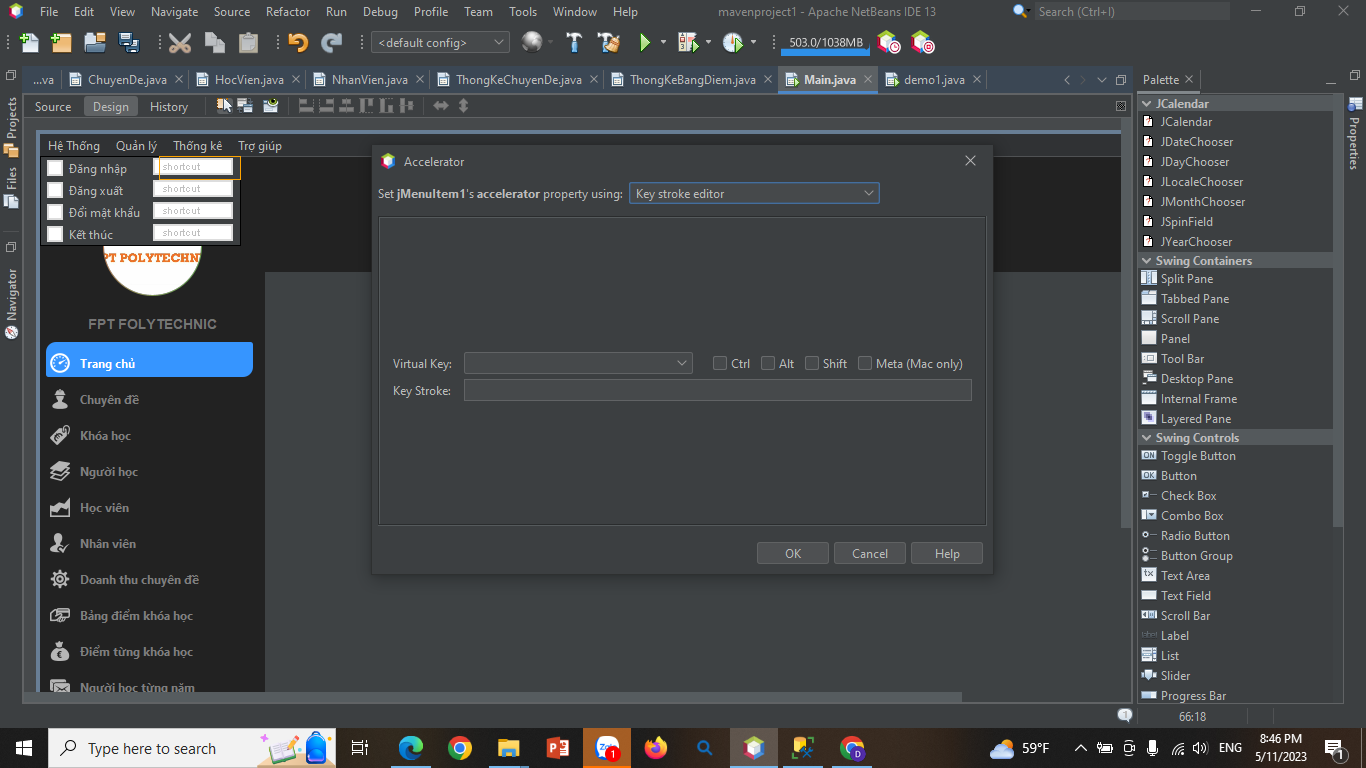 File Edit View Navigate Source Refactor Run Debug Profile Team Tools Window Help mavenproject1 - Apache NetBeans IDE 13 Search (Ctrl+I)
<default config> 503.0/1038MB
...va ChuyenDe.java HocVien.java NhanVien.java ThongKeChuyenDe.java ThongKeBangDiem.java Main.java demo1.java
Source Design History
Projects
Files
Navigator
Hệ Thống Quản lý Thống kê Trợ giúp
Đăng nhập shortcut
Đăng xuất shortcut
Đổi mật khẩu shortcut
Kết thúc shortcut
PT POLYTECHN
FPT FOLYTECHNIC
Trang chủ
Chuyên đề
Khóa học
Người học
Học viên
Nhân viên
Doanh thu chuyên đề
Bảng điểm khóa học
Điểm từng khóa học
Người học từng năm
Accelerator
Set jMenuItem1's accelerator property using: Key stroke editor
Virtual Key: Ctrl Alt Shift Meta (Mac only)
Key Stroke:
OK Cancel Help
Palette
JCalendar
JCalendar
JDateChooser
JDayChooser
JLocaleChooser
JMonthChooser
JSpinField
JYearChooser
Swing Containers
Split Pane
Tabbed Pane
Scroll Pane
Panel
Tool Bar
Desktop Pane
Internal Frame
Layered Pane
Swing Controls
ON Toggle Button
OK Button
Check Box
Combo Box
Radio Button
Button Group
tx Text Area
Text Field
Scroll Bar
label Label
List
Slider
Progress Bar
Properties
1 66:18
Type here to search
Zalo 1
D
59°F
ENG
8:46 PM
5/11/2023
1